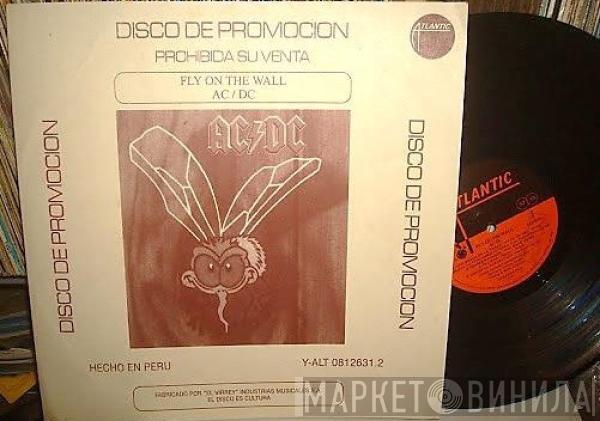 DISCO DE PROMOCION
PROHIBIDA SU VENTA
ATLANTIC
FLY ON THE WALL
AC / DC
AC/DC
DISCO DE PROMOCION
DISCO DE PROMOCION
ATLANTIC
HECHO EN PERU
Y-ALT 0812631.2
FABRICADO POR "EL VIRREY" INDUSTRIAS MUSICALES S.A.
EL DISCO ES CULTURA
МАРКЕТ ВИНИЛА